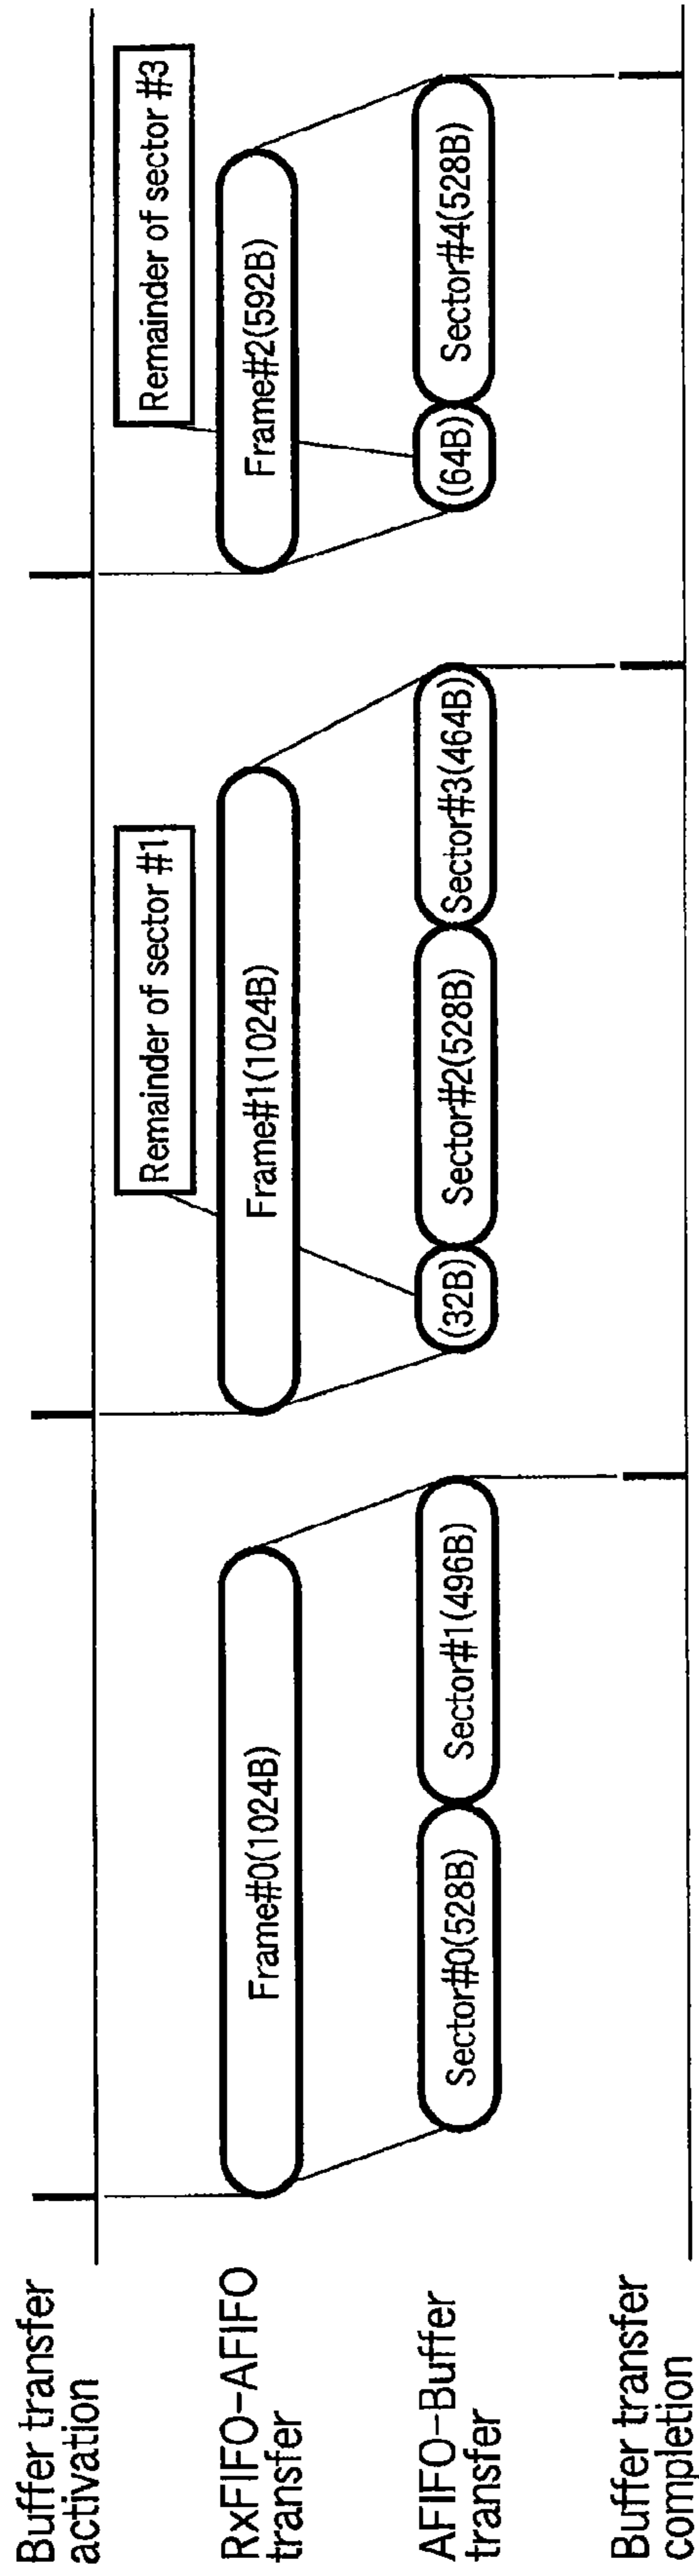 Buffer transfer
activation
RxFIFO-AFIFO
transfer
AFIFO-Buffer
transfer
Buffer transfer
completion
Remainder of sector #1
Remainder of sector #3
Frame#0(1024B)
Frame#1(1024B)
Frame#2(592B)
Sector#0(528B)
Sector#1(496B)
(32B)
Sector#2(528B)
Sector#3(464B)
(64B)
Sector#4(528B)